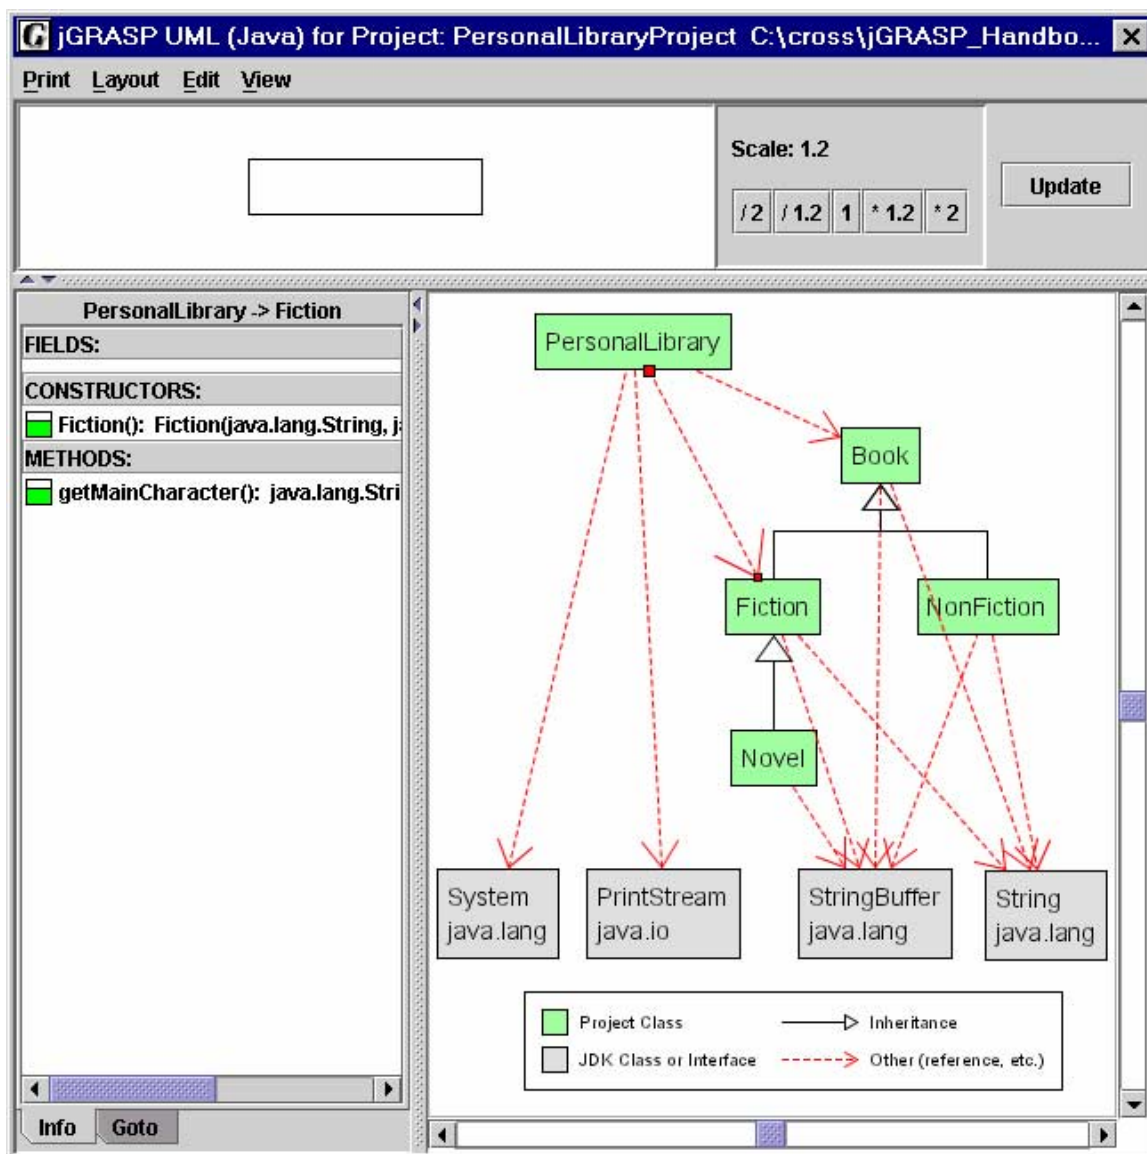 jGRASP UML (Java) for Project: PersonalLibraryProject C:\cross\jGRASP_Handbo...
Print Layout Edit View
Scale: 1.2
/ 2 / 1.2 1 * 1.2 * 2
Update
PersonalLibrary -> Fiction
FIELDS:
CONSTRUCTORS:
Fiction(): Fiction(java.lang.String, j
METHODS:
getMainCharacter(): java.lang.Stri
Info Goto
PersonalLibrary
Book
Fiction
NonFiction
Novel
System
java.lang
PrintStream
java.io
StringBuffer
java.lang
String
java.lang
Project Class
Inheritance
JDK Class or Interface
Other (reference, etc.)